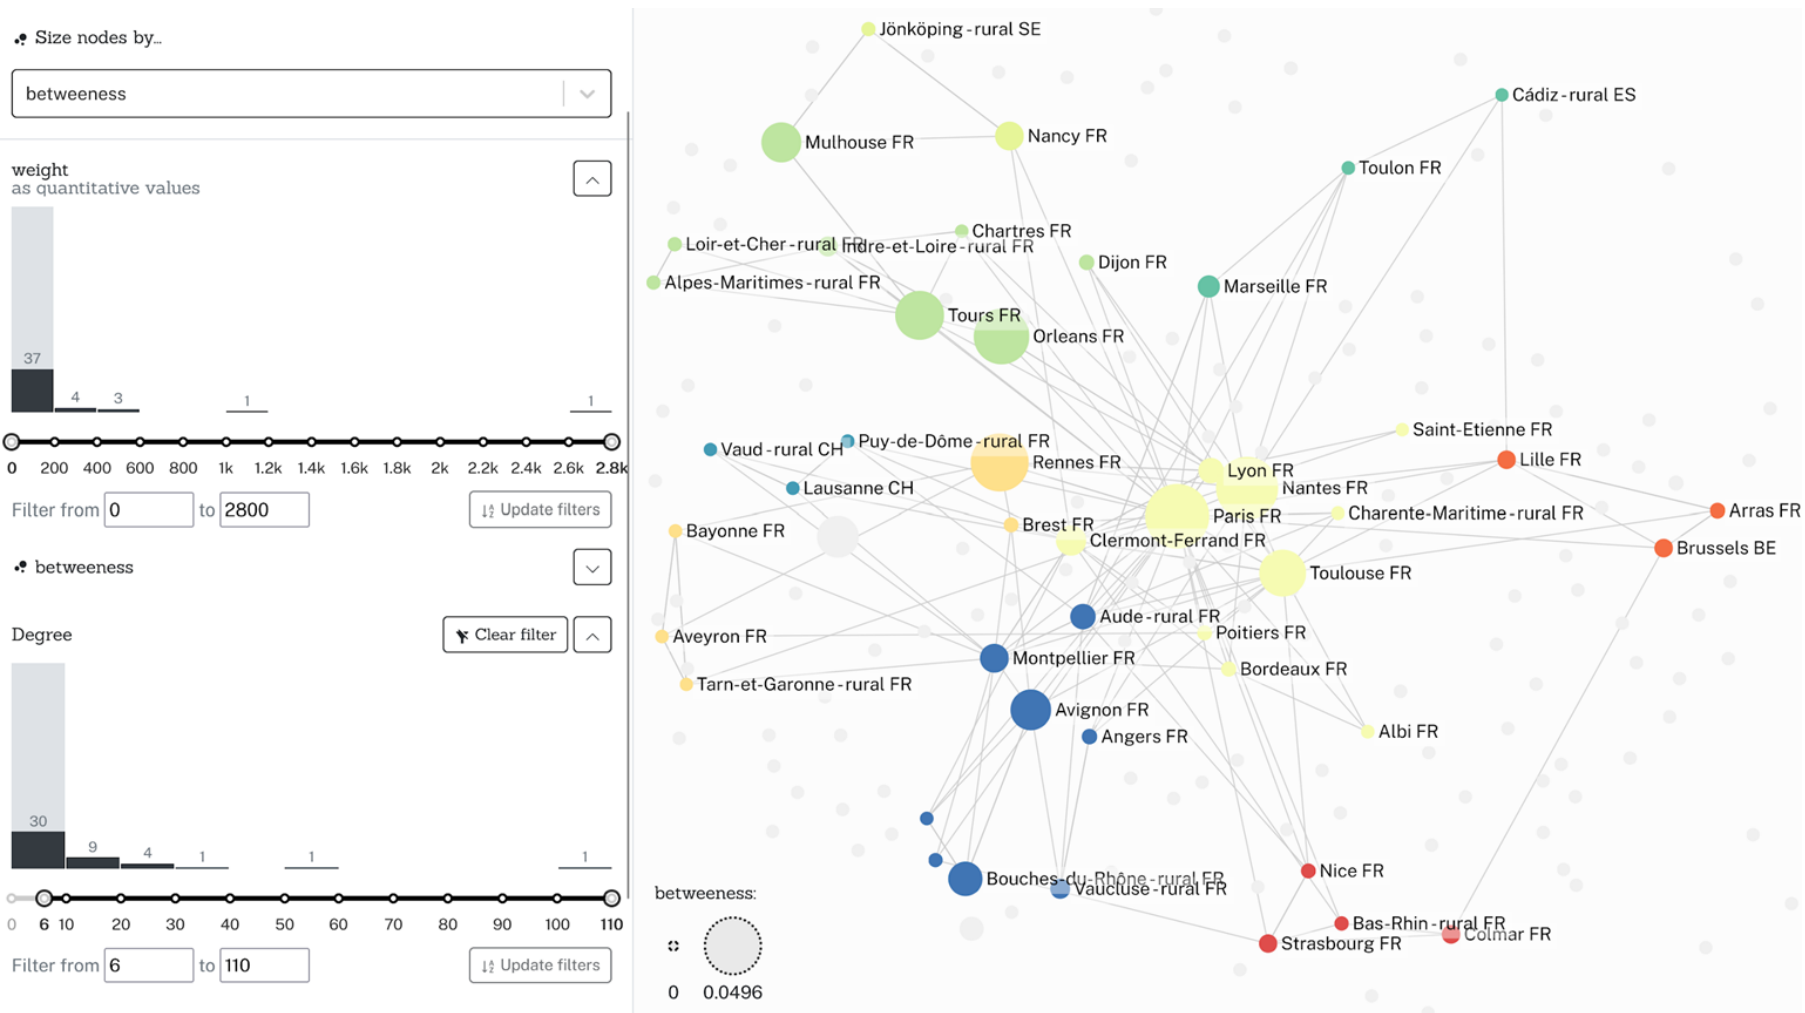 Size nodes by...
betweeness
weight
as quantitative values
37
4
3
1
1
0 200 400 600 800 1k 1.2k 1.4k 1.6k 1.8k 2k 2.2k 2.4k 2.6k 2.8k
Filter from 0 to 2800 Update filters
betweeness
Degree Clear filter
30
9
4
1
1
1
0 6 10 20 30 40 50 60 70 80 90 100 110
Filter from 6 to 110 Update filters
Jönköping-rural SE
Cádiz-rural ES
Mulhouse FR
Nancy FR
Toulon FR
Chartres FR
Loir-et-Cher-rural FR
Indre-et-Loire-rural FR
Dijon FR
Alpes-Maritimes-rural FR
Marseille FR
Tours FR
Orleans FR
Saint-Etienne FR
Puy-de-Dôme-rural FR
Vaud-rural CH
Rennes FR
Lyon FR
Lille FR
Lausanne CH
Nantes FR
Arras FR
Paris FR
Charente-Maritime-rural FR
Brest FR
Bayonne FR
Clermont-Ferrand FR
Brussels BE
Toulouse FR
Aude-rural FR
Poitiers FR
Aveyron FR
Montpellier FR
Bordeaux FR
Tarn-et-Garonne-rural FR
Avignon FR
Albi FR
Angers FR
Nice FR
Bouches-du-Rhône-rural FR
Vaucluse-rural FR
Bas-Rhin-rural FR
Colmar FR
Strasbourg FR
betweeness:
0 0.0496